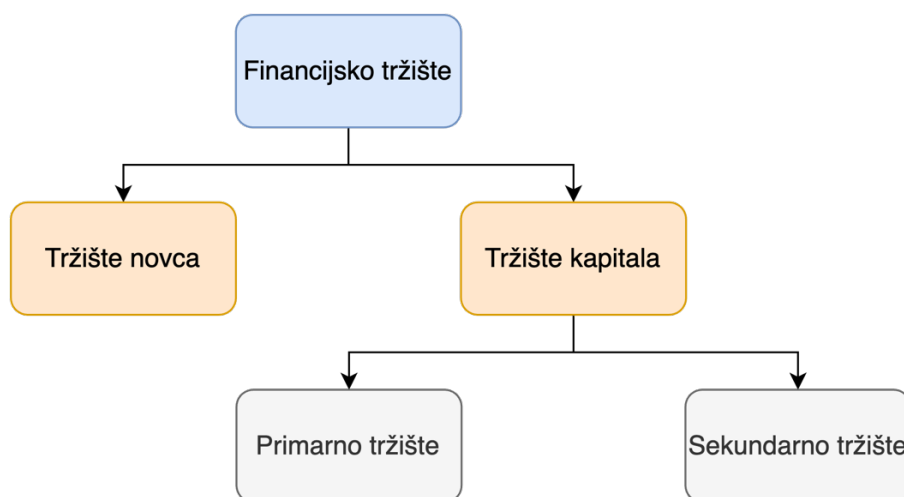 Financijsko tržište
Tržište novca
Tržište kapitala
Primarno tržište
Sekundarno tržište